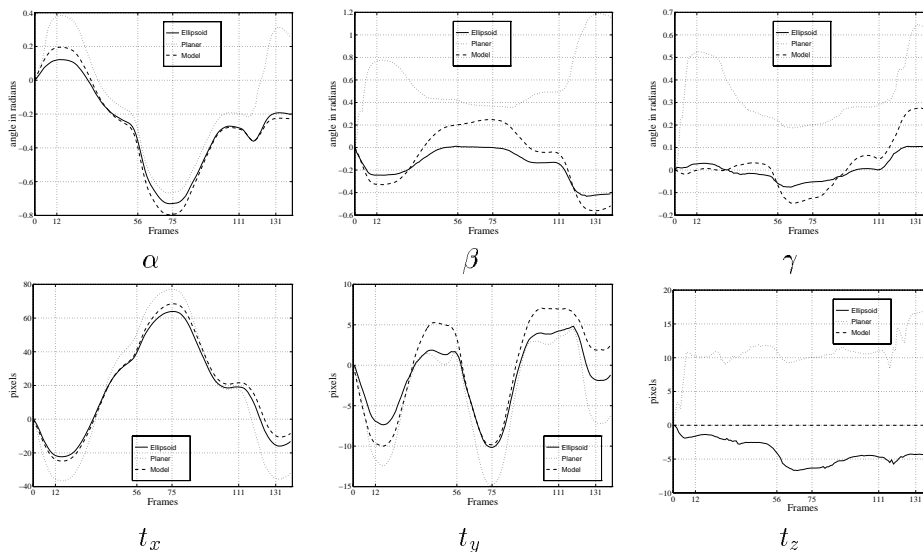 0.4
0.2
0
−0.2
−0.4
−0.6
−0.8
angle in radians
Ellipsoid
Planer
Model
0 12 56 75 111 131
Frames
α
1.2
1
0.8
0.6
0.4
0.2
0
−0.2
−0.4
−0.6
angle in radians
Ellipsoid
Planer
Model
0 12 56 75 111 131
Frames
β
0.7
0.6
0.5
0.4
0.3
0.2
0.1
0
−0.1
−0.2
angle in radians
Ellipsoid
Planer
Model
0 12 56 75 111 131
Frames
γ
80
60
40
20
0
−20
−40
pixels
Ellipsoid
Planer
Model
0 12 56 75 111 131
Frames
t_x
10
5
0
−5
−10
−15
pixels
Ellipsoid
Planer
Model
0 12 56 75 111 131
Frames
t_y
20
15
10
5
0
−5
−10
pixels
Ellipsoid
Planer
Model
0 12 56 75 111 131
Frames
t_z